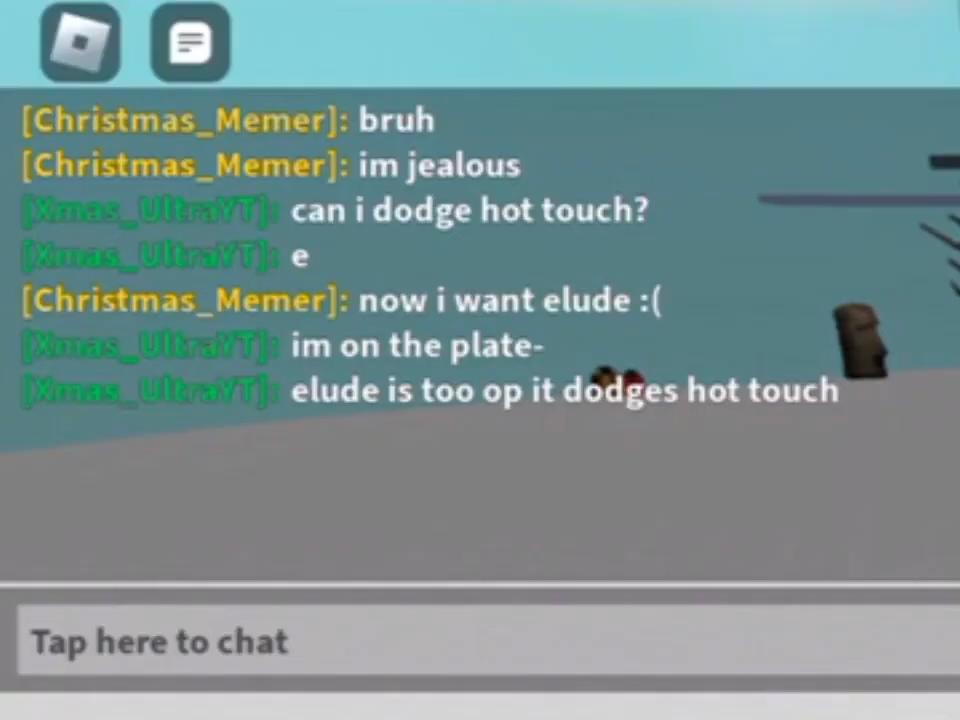 [Christmas_Memer]: bruh
[Christmas_Memer]: im jealous
[Xmas_UltraYT]: can i dodge hot touch?
[Xmas_UltraYT]: e
[Christmas_Memer]: now i want elude :(
[Xmas_UltraYT]: im on the plate-
[Xmas_UltraYT]: elude is too op it dodges hot touch
Tap here to chat